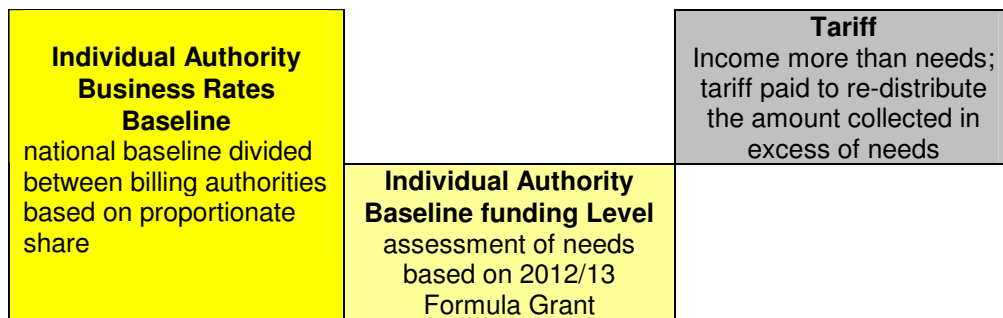 Individual Authority
Business Rates
Baseline
national baseline divided
between billing authorities
based on proportionate
share
Individual Authority
Baseline funding Level
assessment of needs
based on 2012/13
Formula Grant
Tariff
Income more than needs;
tariff paid to re-distribute
the amount collected in
excess of needs